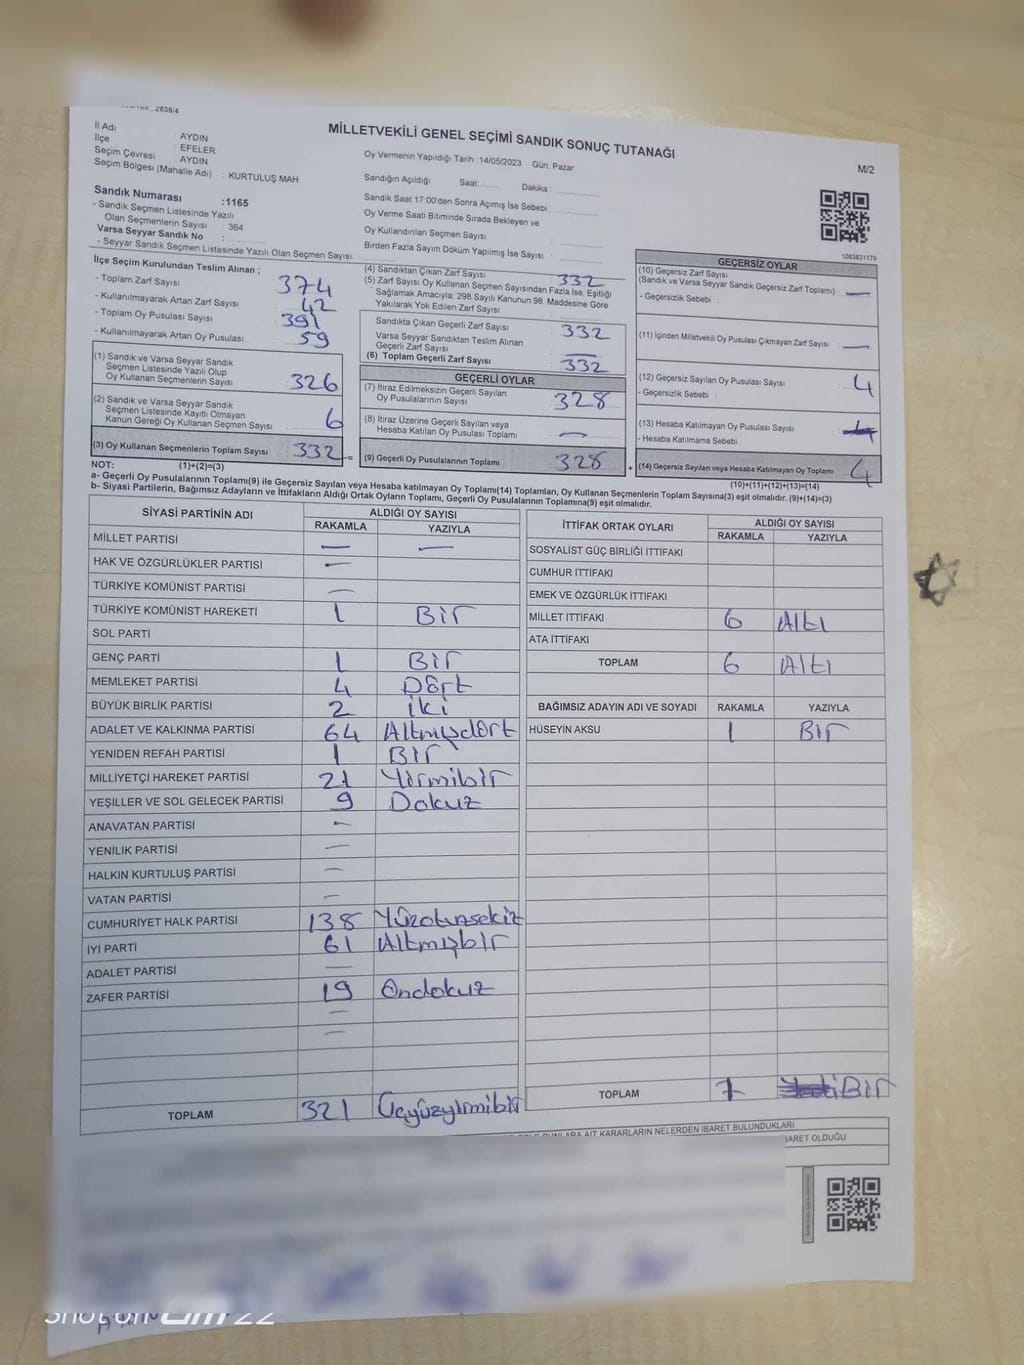 2839/4
MİLLETVEKİLİ GENEL SEÇİMİ SANDIK SONUÇ TUTANAĞI
M/2
İl Adı : AYDIN
İlçe : EFELER
Seçim Çevresi : AYDIN
Seçim Bölgesi (Mahalle Adı) : KURTULUŞ MAH.
Sandık Numarası :1165
- Sandık Seçmen Listesinde Yazılı
Olan Seçmenlerin Sayısı : 364
Varsa Seyyar Sandık No :
- Seyyar Sandık Seçmen Listesinde Yazılı Olan Seçmen Sayısı
Oy Vermenin Yapıldığı Tarih : 14/05/2023 Gün: Pazar
Sandığın Açıldığı Saat: Dakika :
Sandık Saat 17:00'den Sonra Açımış İse Sebebi :
Oy Verme Saati Bitiminde Sırada Bekleyen ve
Oy Kullandırılan Seçmen Sayısı :
Birden Fazla Sayım Döküm Yapılmış İse Sayısı :
1083831179
İlçe Seçim Kurulundan Teslim Alınan ;
- Toplam Zarf Sayısı : 374
- Kullanılmayarak Artan Zarf Sayısı : 42
- Toplam Oy Pusulası Sayısı : 391
- Kullanılmayarak Artan Oy Pusulası : 59
(1) Sandık ve Varsa Seyyar Sandık
Seçmen Listesinde Yazılı Olup
Oy Kullanan Seçmenlerin Sayısı : 326
(2) Sandık ve Varsa Seyyar Sandık
Seçmen Listesinde Kayıtlı Olmayan
Kanun Gereği Oy Kullanan Seçmen Sayısı : 6
(3) Oy Kullanan Seçmenlerin Toplam Sayısı 332 =
(1)+(2)=(3)
(4) Sandıktan Çıkan Zarf Sayısı : 332
(5) Zarf Sayısı Oy Kullanan Seçmen Sayısından Fazla İse, Eşitliği
Sağlamak Amacıyla; 298 Sayılı Kanunun 98. Maddesine Göre
Yakılarak Yok Edilen Zarf Sayısı :
Sandıkta Çıkan Geçerli Zarf Sayısı : 332
Varsa Seyyar Sandıktan Teslim Alınan
Geçerli Zarf Sayısı : —
(6) Toplam Geçerli Zarf Sayısı : 332
GEÇERLİ OYLAR
(7) İtiraz Edilmeksizin Geçerli Sayılan
Oy Pusulalarının Sayısı : 328
(8) İtiraz Üzerine Geçerli Sayılan veya
Hesaba Katılan Oy Pusulası Toplamı : —
(9) Geçerli Oy Pusulalarının Toplamı : 328 +
GEÇERSİZ OYLAR
(10) Geçersiz Zarf Sayısı
(Sandık ve Varsa Seyyar Sandık Geçersiz Zarf Toplamı) : —
- Geçersizlik Sebebi :
(11) İçinden Milletvekili Oy Pusulası Çıkmayan Zarf Sayısı : —
(12) Geçersiz Sayılan Oy Pusulası Sayısı : 4
- Geçersizlik Sebebi :
(13) Hesaba Katılmayan Oy Pusulası Sayısı :
- Hesaba Katılmama Sebebi :
(14) Geçersiz Sayılan veya Hesaba Katılmayan Oy Toplamı : 4
(10)+(11)+(12)+(13)=(14)
NOT:
a- Geçerli Oy Pusulalarının Toplamı(9) ile Geçersiz Sayılan veya Hesaba katılmayan Oy Toplamı(14) Toplamları, Oy Kullanan Seçmenlerin Toplam Sayısına(3) eşit olmalıdır. (9)+(14)=(3)
b- Siyasi Partilerin, Bağımsız Adayların ve İttifakların Aldığı Ortak Oyların Toplamı, Geçerli Oy Pusulalarının Toplamına(9) eşit olmalıdır.
SİYASİ PARTİNİN ADI ALDIĞI OY SAYISI
RAKAMLA YAZIYLA
MİLLET PARTİSİ — —
HAK VE ÖZGÜRLÜKLER PARTİSİ —
TÜRKİYE KOMÜNİST PARTİSİ —
TÜRKİYE KOMÜNİST HAREKETİ 1 Bir
SOL PARTİ
GENÇ PARTİ 1 Bir
MEMLEKET PARTİSİ 4 Dört
BÜYÜK BİRLİK PARTİSİ 2 iki
ADALET VE KALKINMA PARTİSİ 64 Altmışdört
YENİDEN REFAH PARTİSİ 1 Bir
MİLLİYETÇİ HAREKET PARTİSİ 21 Yirmibir
YEŞİLLER VE SOL GELECEK PARTİSİ 9 Dokuz
ANAVATAN PARTİSİ —
YENİLİK PARTİSİ —
HALKIN KURTULUŞ PARTİSİ —
VATAN PARTİSİ —
CUMHURİYET HALK PARTİSİ 138 Yüzotuzsekiz
İYİ PARTİ 61 Altmışbir
ADALET PARTİSİ —
ZAFER PARTİSİ 19 Ondokuz
—
—
TOPLAM 321 Üçyüzyirmibir
İTTİFAK ORTAK OYLARI ALDIĞI OY SAYISI
RAKAMLA YAZIYLA
SOSYALİST GÜÇ BİRLİĞİ İTTİFAKI
CUMHUR İTTİFAKI
EMEK VE ÖZGÜRLÜK İTTİFAKI
MİLLET İTTİFAKI 6 Altı
ATA İTTİFAKI
TOPLAM 6 Altı
BAĞIMSIZ ADAYIN ADI VE SOYADI RAKAMLA YAZIYLA
HÜSEYİN AKSU 1 Bir
TOPLAM Bir
AİT KARARLARIN NELERDEN İBARET BULUNDUKLARI
İBARET OLDUĞU
Shot on